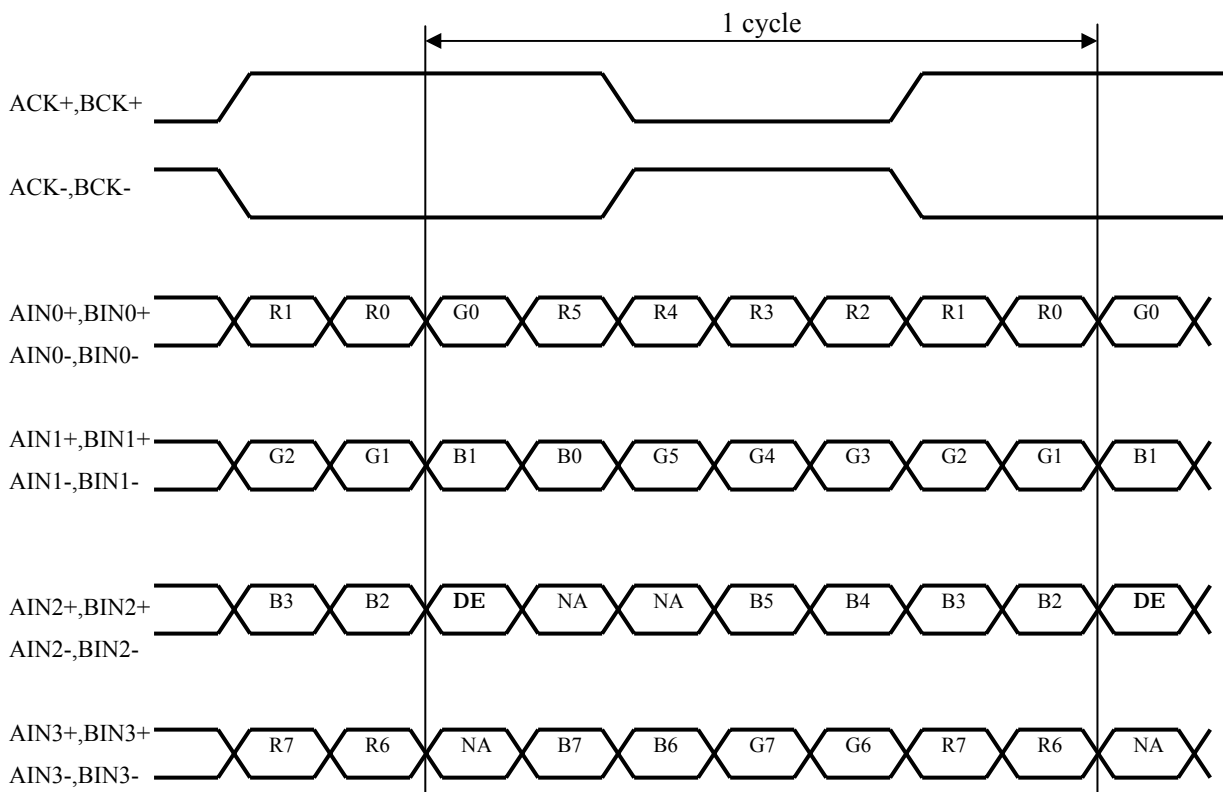 1 cycle
ACK+,BCK+
ACK-,BCK-
AIN0+,BIN0+
R1 R0 G0 R5 R4 R3 R2 R1 R0 G0
AIN0-,BIN0-
AIN1+,BIN1+
G2 G1 B1 B0 G5 G4 G3 G2 G1 B1
AIN1-,BIN1-
AIN2+,BIN2+
B3 B2 DE NA NA B5 B4 B3 B2 DE
AIN2-,BIN2-
AIN3+,BIN3+
R7 R6 NA B7 B6 G7 G6 R7 R6 NA
AIN3-,BIN3-